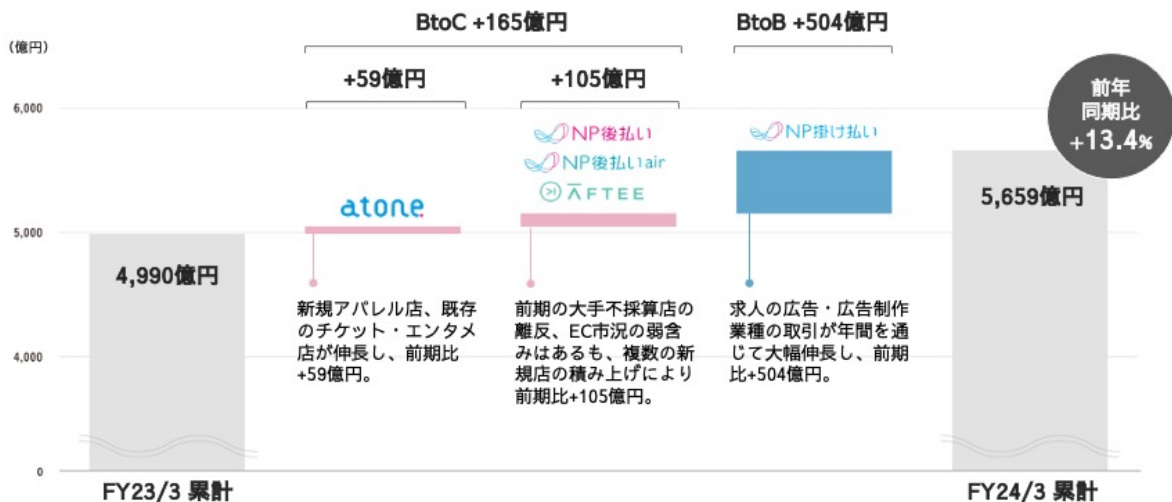 BtoC +165億円
BtoB +504億円
(億円)
+59億円
+105億円
前年
同期比
+13.4%
6,000
NP後払い
NP掛け払い
NP後払いair
AFTEE
atone
5,659億円
5,000
4,990億円
新規アパレル店、既存
のチケット・エンタメ
店が伸長し、前期比
+59億円。
前期の大手不採算店の
離反、EC市況の弱含
みはあるも、複数の新
規店の積み上げにより
前期比+105億円。
求人の広告・広告制作
業種の取引が年間を通
じて大幅伸長し、前期
比+504億円。
4,000
0
FY23/3 累計
FY24/3 累計